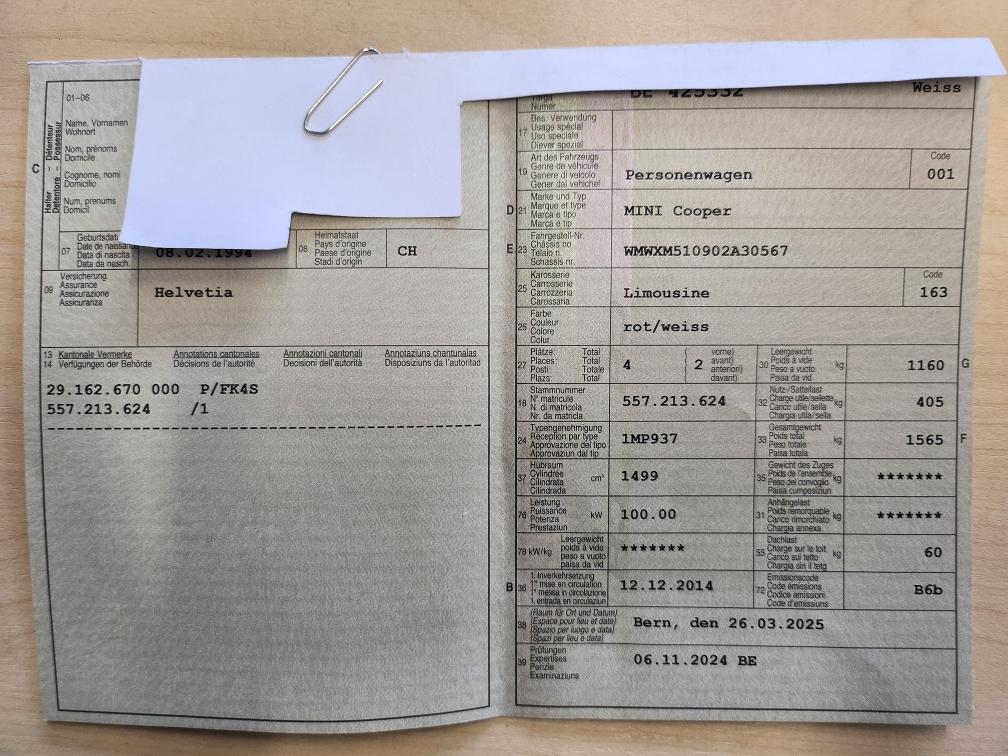 01-06
Détenteur
Possessur
Halter
Detentore
C
Name, Vornamen
Wohnort
Nom, prénoms
Domicile
Cognome, nomi
Domicilio
Num, prenums
Domicil
07
Geburtsdat
Date de naissan
Data di nascita
Data da nasch.
08.02.1994
08
Heimatstaat
Pays d'origine
Paese d'origine
Stadi d'origin
CH
09
Versicherung
Assurance
Assicurazione
Assicuranza
Helvetia
13 Kantonale Vermerke Annotations cantonales Annotazioni cantonali Annotaziuns chantunalas
14 Verfügungen der Behörde Décisions de l'autorité Decisioni dell'autorità Disposiziuns da l'autoritad
29.162.670 000 P/FK4S
557.213.624 /1
Targa
Numer
BE 425332
Weiss
17
Bes. Verwendung
Usage spécial
Uso speciale
Diever spezial
19
Art des Fahrzeugs
Genre de véhicule
Genere di veicolo
Gener dal vehichel
Personenwagen
Code
001
D 21
Marke und Typ
Marque et type
Marca e tipo
Marca e tip
MINI Cooper
E 23
Fahrgestell-Nr.
Châssis no
Telaio n.
Schassis nr.
WMWXM510902A30567
25
Karosserie
Carrosserie
Carrozzeria
Carossaria
Limousine
Code
163
26
Farbe
Couleur
Colore
Colur
rot/weiss
27
Plätze: Total
Places: Total
Posti: Totale
Plazs: Total
4
2
vorne)
avant)
anteriori)
davant)
30
Leergewicht
Poids à vide
Peso a vuoto
Paisa da vid
kg
1160
G
18
Stammnummer
N° matricule
N. di matricola
Nr. da matricla
557.213.624
32
Nutz-/Sattellast
Charge utile/sellette
Carico utile/sella
Chargia utila/sella
kg
405
24
Typengenehmigung
Réception par type
Approvazione del tipo
Approvaziun dal tip
1MP937
33
Gesamtgewicht
Poids total
Peso totale
Paisa totala
kg
1565
F
37
Hubraum
Cylindrée
Cilindrata
Cilindrada
cm³
1499
35
Gewicht des Zuges
Poids de l'ensemble
Peso del convoglio
Paisa cumposiziun
kg
*******
76
Leistung
Puissance
Potenza
Prestaziun
kW
100.00
31
Anhängelast
Poids remorquable
Carico rimorchiato
Chargia annexa
kg
*******
78 kW/kg
Leergewicht
poids à vide
peso a vuoto
paisa da vid
*******
55
Dachlast
Charge sur le toit
Carico sul tetto
Chargia sin il tetg
kg
60
B 36
1. Inverkehrsetzung
1re mise en circulation
1a messa in circolazione
1. entrada en circulaziun
12.12.2014
72
Emissionscode
Code émissions
Codice emissioni
Code d'emissiuns
B6b
38
(Raum für Ort und Datum)
(Espace pour lieu et date)
(Spazio per luogo e data)
(Spazi per lieu e data)
Bern, den 26.03.2025
39
Prüfungen
Expertises
Perizie
Examinaziuns
06.11.2024 BE